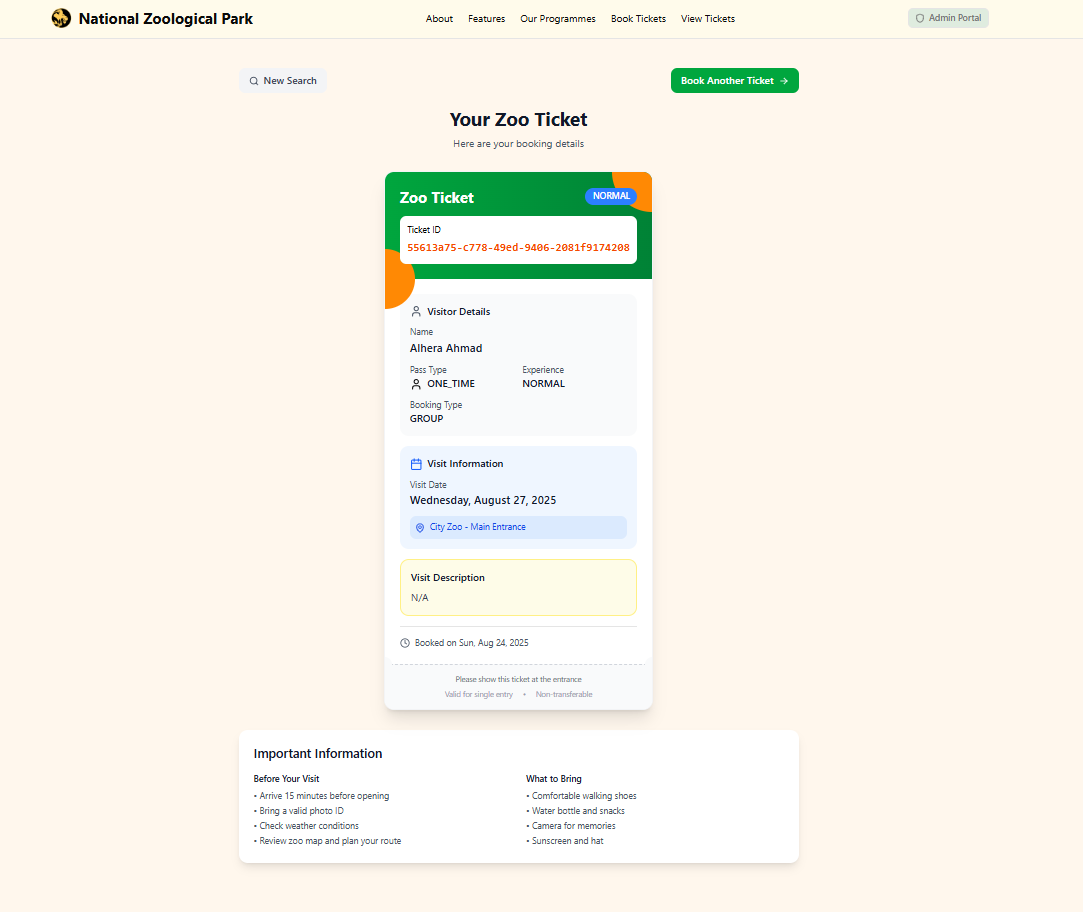 National Zoological Park
About Features Our Programmes Book Tickets View Tickets
Admin Portal
New Search
Book Another Ticket →
Your Zoo Ticket
Here are your booking details
Zoo Ticket
NORMAL
Ticket ID
55613a75-c778-49ed-9406-2081f9174208
Visitor Details
Name
Alhera Ahmad
Pass Type
ONE_TIME
Experience
NORMAL
Booking Type
GROUP
Visit Information
Visit Date
Wednesday, August 27, 2025
City Zoo - Main Entrance
Visit Description
N/A
Booked on Sun, Aug 24, 2025
Please show this ticket at the entrance
Valid for single entry • Non-transferable
Important Information
Before Your Visit
• Arrive 15 minutes before opening
• Bring a valid photo ID
• Check weather conditions
• Review zoo map and plan your route
What to Bring
• Comfortable walking shoes
• Water bottle and snacks
• Camera for memories
• Sunscreen and hat